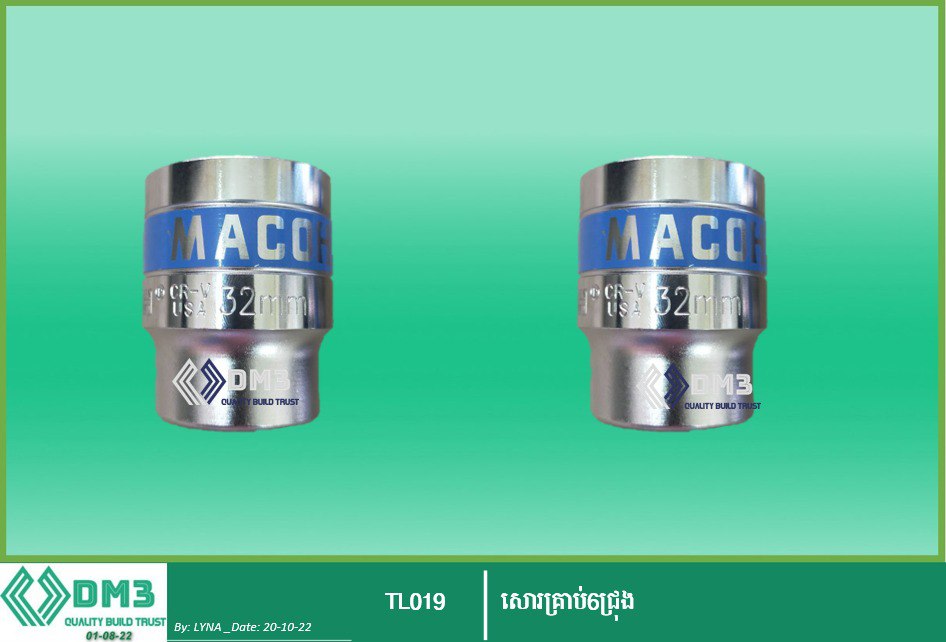 MACOH
CR-V
USA
32mm
DM3
QUALITY BUILD TRUST
MACOH
CR-V
USA
32mm
DM3
QUALITY BUILD TRUST
DM3
QUALITY BUILD TRUST
01-08-22
By: LYNA _Date: 20-10-22
TL019
សោរគ្រាប់6ជ្រុង